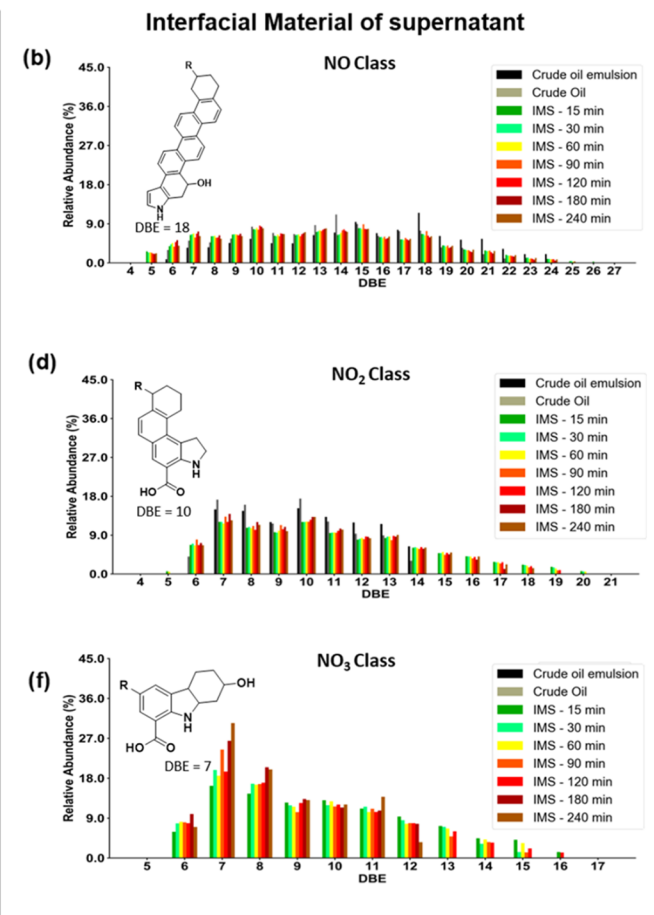 Interfacial Material of supernatant
(b)
NO Class
Relative Abundance (%)
45.0
36.0
27.0
18.0
9.0
0.0
R
OH
N
H
DBE = 18
Crude oil emulsion
Crude Oil
IMS - 15 min
IMS - 30 min
IMS - 60 min
IMS - 90 min
IMS - 120 min
IMS - 180 min
IMS - 240 min
4 5 6 7 8 9 10 11 12 13 14 15 16 17 18 19 20 21 22 23 24 25 26 27
DBE
(d)
NO2 Class
Relative Abundance (%)
45.0
36.0
27.0
18.0
9.0
0.0
R
N
H
HO
O
DBE = 10
Crude oil emulsion
Crude Oil
IMS - 15 min
IMS - 30 min
IMS - 60 min
IMS - 90 min
IMS - 120 min
IMS - 180 min
IMS - 240 min
4 5 6 7 8 9 10 11 12 13 14 15 16 17 18 19 20 21
DBE
(f)
NO3 Class
Relative Abundance (%)
45.0
36.0
27.0
18.0
9.0
0.0
R
OH
NH
HO
O
DBE = 7
Crude oil emulsion
Crude Oil
IMS - 15 min
IMS - 30 min
IMS - 60 min
IMS - 90 min
IMS - 120 min
IMS - 180 min
IMS - 240 min
5 6 7 8 9 10 11 12 13 14 15 16 17
DBE